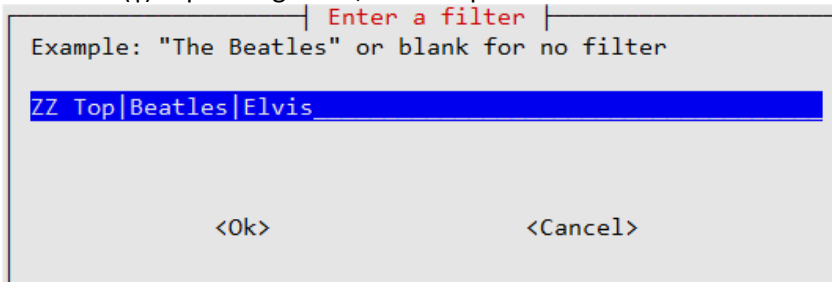 Enter a filter
Example: "The Beatles" or blank for no filter
ZZ Top|Beatles|Elvis
<Ok> <Cancel>